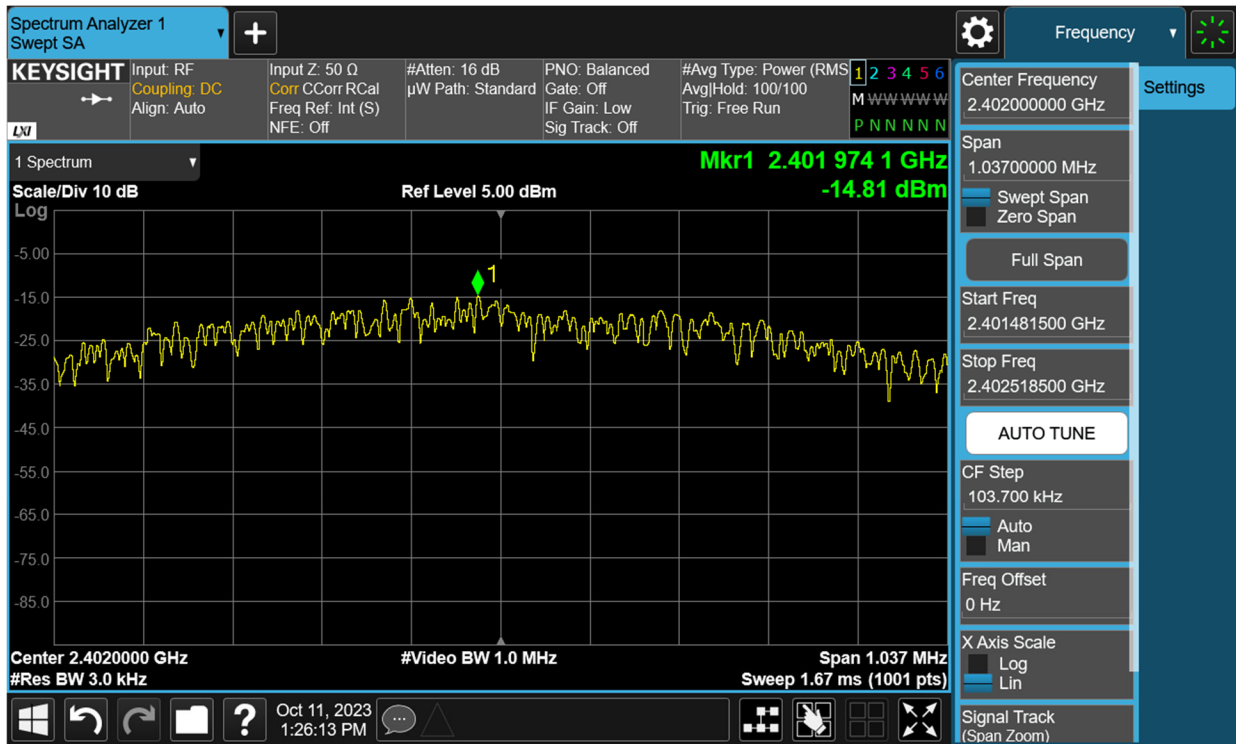 Spectrum Analyzer 1
Swept SA
+
Frequency
KEYSIGHT
Input: RF
Coupling: DC
Align: Auto
LXI
Input Z: 50 Ω
Corr CCorr RCal
Freq Ref: Int (S)
NFE: Off
#Atten: 16 dB
µW Path: Standard
PNO: Balanced
Gate: Off
IF Gain: Low
Sig Track: Off
#Avg Type: Power (RMS
Avg|Hold: 100/100
Trig: Free Run
1 2 3 4 5 6
M W W W W W
P N N N N N
1 Spectrum
Mkr1 2.401 974 1 GHz
-14.81 dBm
Scale/Div 10 dB
Ref Level 5.00 dBm
Log
1
-5.00
-15.0
-25.0
-35.0
-45.0
-55.0
-65.0
-75.0
-85.0
Center 2.4020000 GHz
#Video BW 1.0 MHz
Span 1.037 MHz
#Res BW 3.0 kHz
Sweep 1.67 ms (1001 pts)
Center Frequency
2.402000000 GHz
Settings
Span
1.03700000 MHz
Swept Span
Zero Span
Full Span
Start Freq
2.401481500 GHz
Stop Freq
2.402518500 GHz
AUTO TUNE
CF Step
103.700 kHz
Auto
Man
Freq Offset
0 Hz
X Axis Scale
Log
Lin
Signal Track
(Span Zoom)
?
Oct 11, 2023
1:26:13 PM